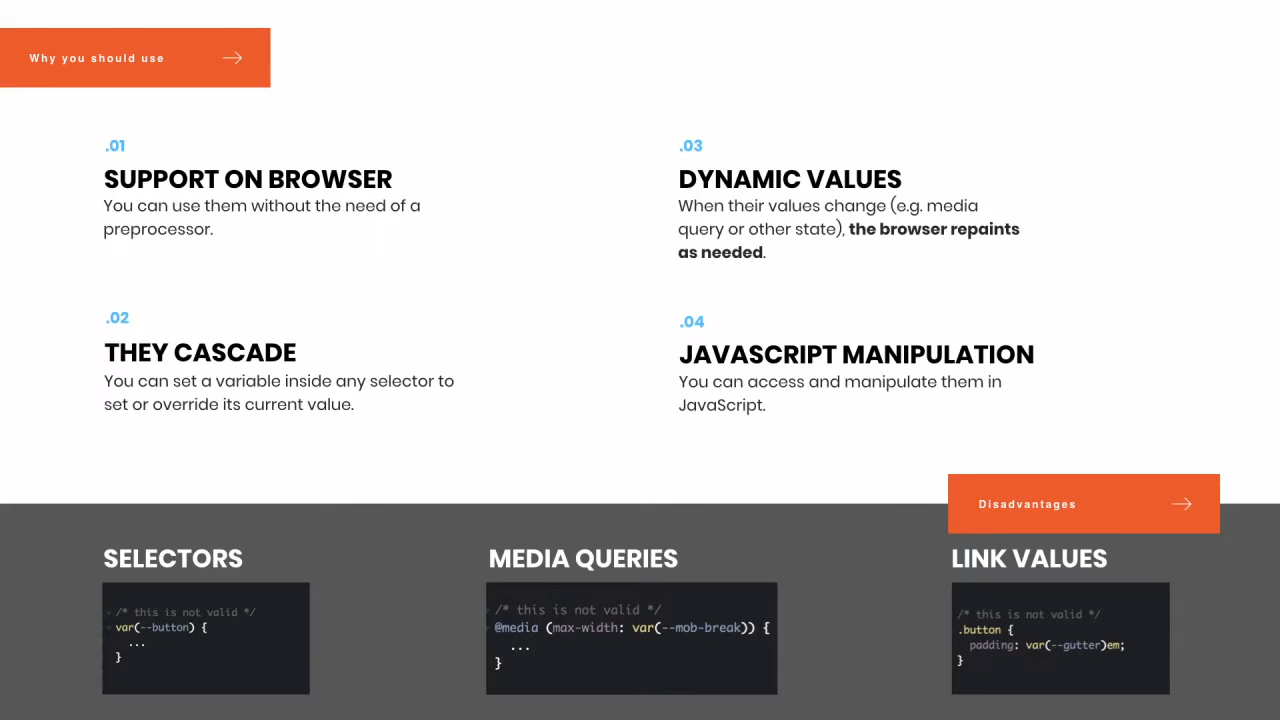 Why you should use
.01
SUPPORT ON BROWSER
You can use them without the need of a
preprocessor.
.02
THEY CASCADE
You can set a variable inside any selector to
set or override its current value.
.03
DYNAMIC VALUES
When their values change (e.g. media
query or other state), the browser repaints
as needed.
.04
JAVASCRIPT MANIPULATION
You can access and manipulate them in
JavaScript.
Disadvantages
SELECTORS
/* this is not valid */
var(--button) {
...
}
MEDIA QUERIES
/* this is not valid */
@media (max-width: var(--mob-break)) {
...
}
LINK VALUES
/* this is not valid */
.button {
padding: var(--gutter)em;
}